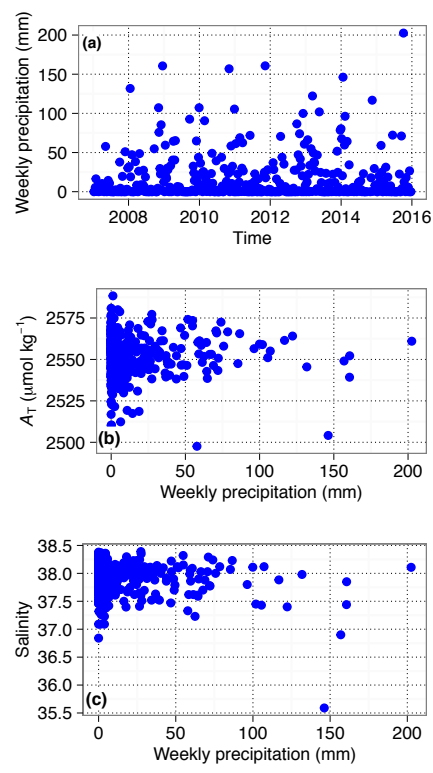 (a)
Weekly precipitation (mm)
200
150
100
50
0
2008 2010 2012 2014 2016
Time
(b)
A_T (μmol kg⁻¹)
2575
2550
2525
2500
0 50 100 150 200
Weekly precipitation (mm)
(c)
Salinity
38.5
38.0
37.5
37.0
36.5
36.0
35.5
0 50 100 150 200
Weekly precipitation (mm)